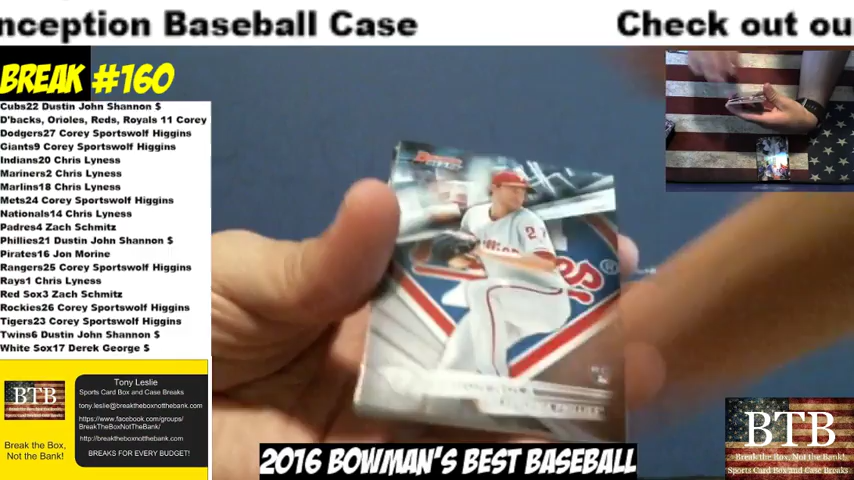 nception Baseball Case
Check out ou
BREAK #160
Cubs22 Dustin John Shannon $
D'backs, Orioles, Reds, Royals 11 Corey
Dodgers27 Corey Sportswolf Higgins
Giants9 Corey Sportswolf Higgins
Indians20 Chris Lyness
Mariners2 Chris Lyness
Marlins18 Chris Lyness
Mets24 Corey Sportswolf Higgins
Nationals14 Chris Lyness
Padres4 Zach Schmitz
Phillies21 Dustin John Shannon $
Pirates16 Jon Morine
Rangers25 Corey Sportswolf Higgins
Rays1 Chris Lyness
Red Sox3 Zach Schmitz
Rockies26 Corey Sportswolf Higgins
Tigers23 Corey Sportswolf Higgins
Twins6 Dustin John Shannon $
White Sox17 Derek George $
BTB
Break the Box,
Not the Bank!
Tony Leslie
Sports Card Box and Case Breaks
tony.leslie@breaktheboxnotthebank.com
https://www.facebook.com/groups/
BreakTheBoxNotTheBank/
http://breaktheboxnotthebank.com
BREAKS FOR EVERY BUDGET!
27
2016 BOWMAN'S BEST BASEBALL
BTB
Break the Box, Not the Bank!
Sports Card Box and Case Breaks